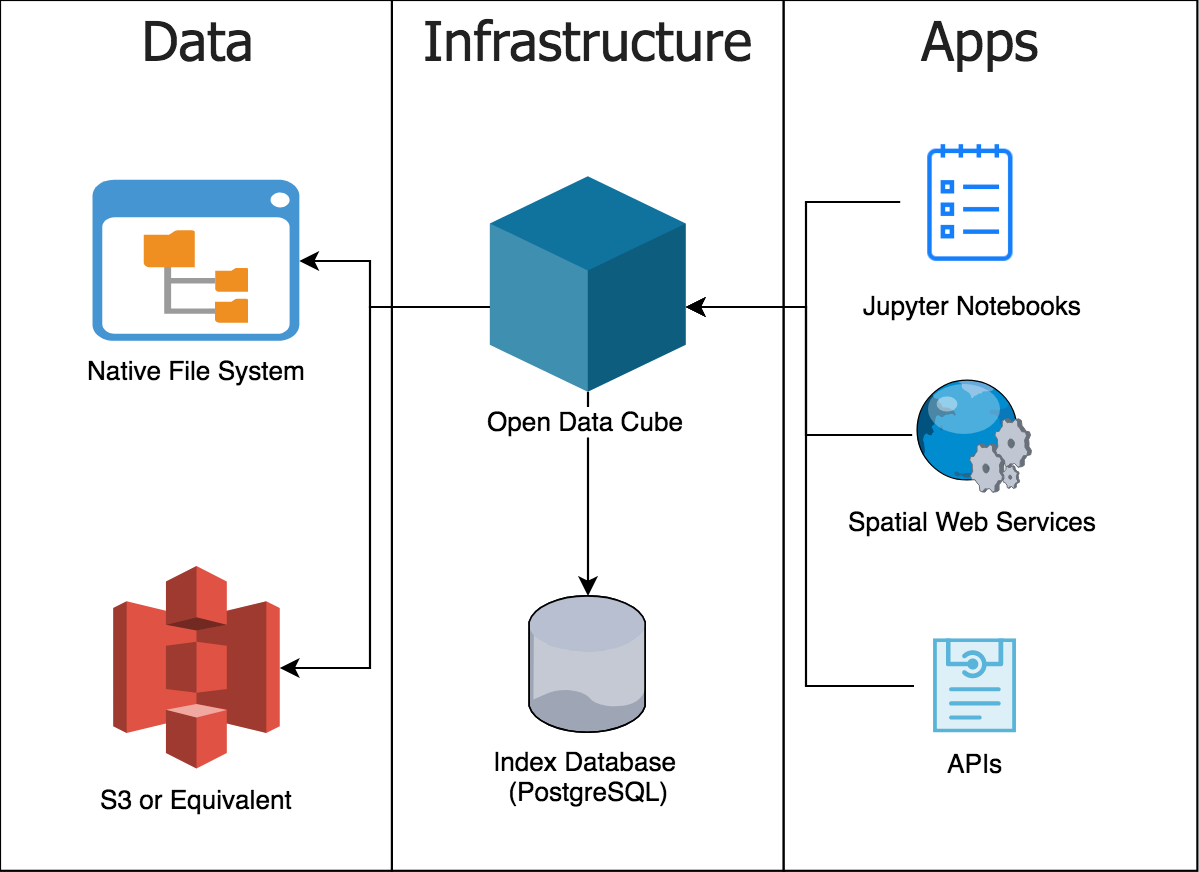 Data
Infrastructure
Apps
Native File System
Open Data Cube
Jupyter Notebooks
Spatial Web Services
S3 or Equivalent
Index Database
(PostgreSQL)
APIs